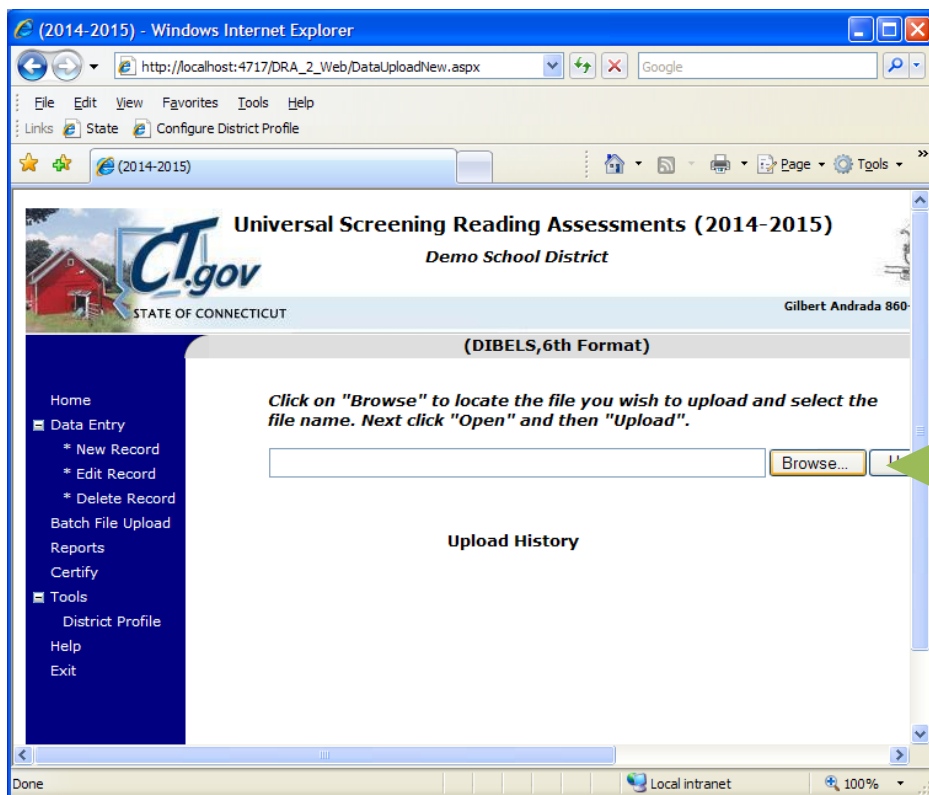 (2014-2015) - Windows Internet Explorer
http://localhost:4717/DRA_2_Web/DataUploadNew.aspx
Google
File Edit View Favorites Tools Help
Links State Configure District Profile
(2014-2015)
Page Tools »
CT.gov
STATE OF CONNECTICUT
Universal Screening Reading Assessments (2014-2015)
Demo School District
Gilbert Andrada 860-
(DIBELS,6th Format)
Home
Data Entry
* New Record
* Edit Record
* Delete Record
Batch File Upload
Reports
Certify
Tools
District Profile
Help
Exit
Click on "Browse" to locate the file you wish to upload and select the
file name. Next click "Open" and then "Upload".
Browse...
Upload History
Done
Local intranet
100%